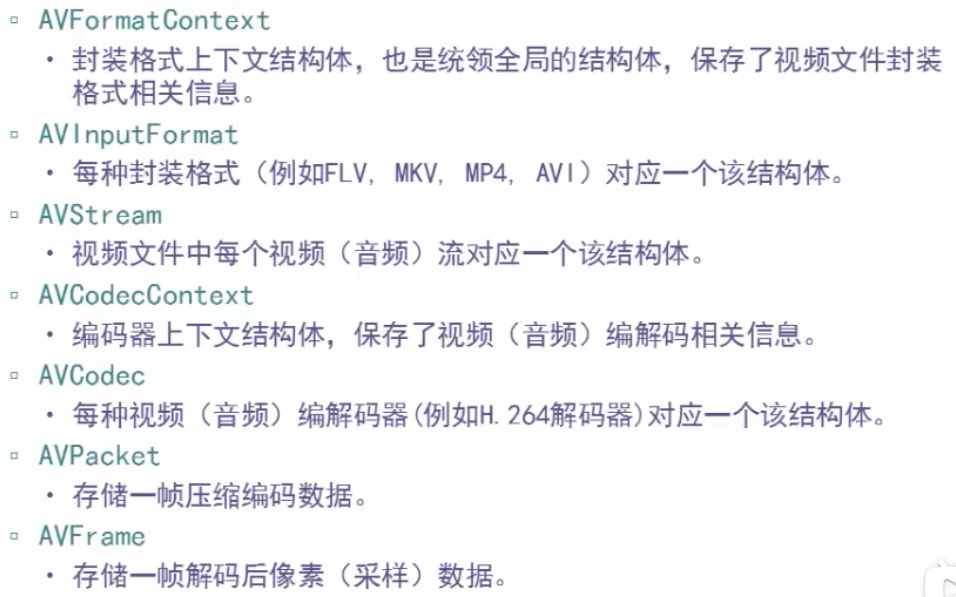 AVFormatContext
• 封装格式上下文结构体，也是统领全局的结构体，保存了视频文件封装
格式相关信息。
AVInputFormat
• 每种封装格式（例如FLV, MKV, MP4, AVI）对应一个该结构体。
AVStream
• 视频文件中每个视频（音频）流对应一个该结构体。
AVCodecContext
• 编码器上下文结构体，保存了视频（音频）编解码相关信息。
AVCodec
• 每种视频（音频）编解码器(例如H.264解码器)对应一个该结构体。
AVPacket
• 存储一帧压缩编码数据。
AVFrame
• 存储一帧解码后像素（采样）数据。